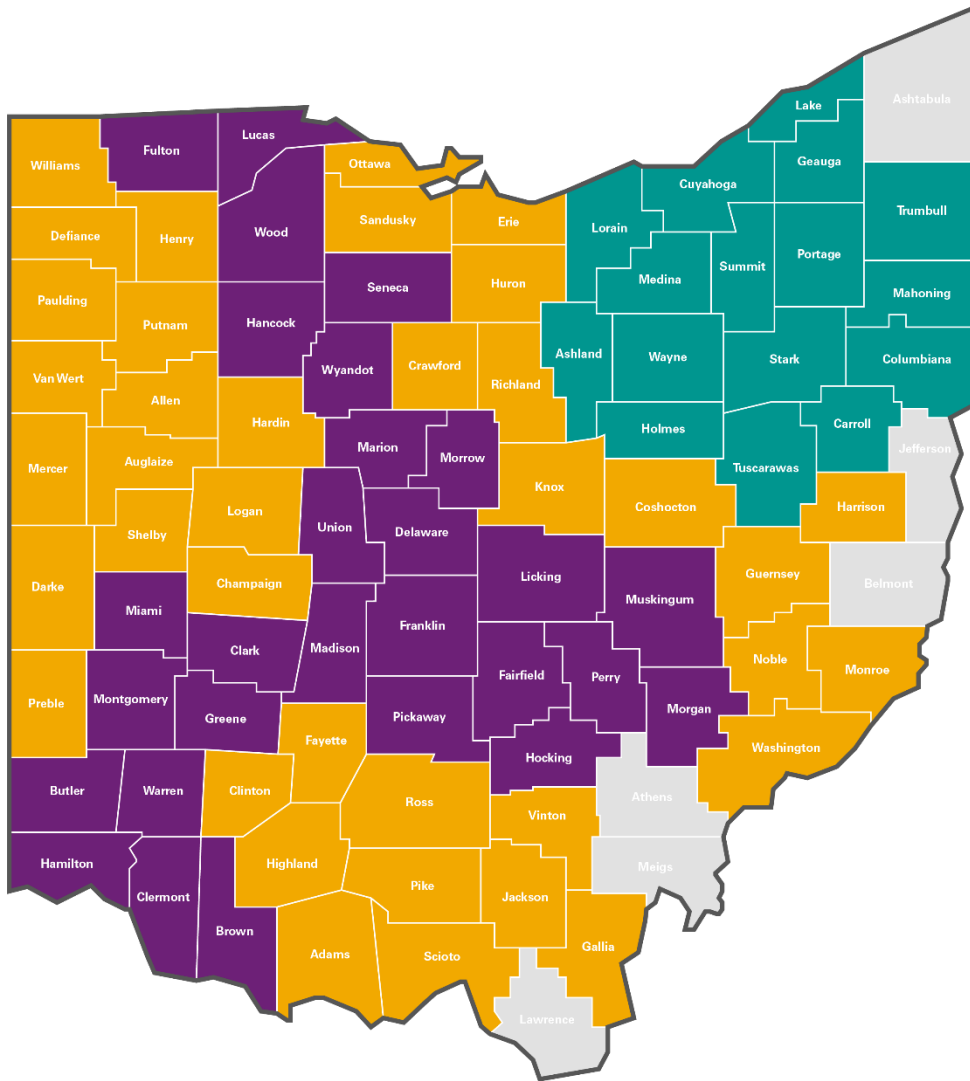 Lake
Ashtabula
Lucas
Fulton
Williams
Ottawa
Geauga
Cuyahoga
Trumbull
Sandusky
Erie
Lorain
Wood
Defiance
Henry
Portage
Summit
Medina
Seneca
Huron
Mahoning
Paulding
Hancock
Putnam
Ashland
Wayne
Stark
Columbiana
Crawford
Wyandot
Van Wert
Richland
Allen
Hardin
Carroll
Holmes
Marion
Jefferson
Morrow
Auglaize
Mercer
Tuscarawas
Knox
Coshocton
Harrison
Logan
Union
Delaware
Shelby
Guernsey
Licking
Champaign
Belmont
Darke
Muskingum
Miami
Franklin
Clark
Madison
Noble
Monroe
Fairfield
Perry
Montgomery
Preble
Morgan
Greene
Pickaway
Fayette
Washington
Hocking
Butler
Warren
Clinton
Athens
Ross
Vinton
Hamilton
Highland
Meigs
Pike
Clermont
Jackson
Brown
Gallia
Adams
Scioto
Lawrence